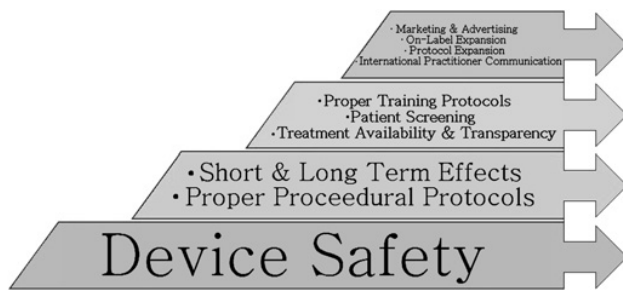 · Marketing & Advertising
·On-Label Expansion
· Protocol Expansion
·International Practitioner Communication
·Proper Training Protocols
·Patient Screening
·Treatment Availability & Transparency
·Short & Long Term Effects
·Proper Proceedural Protocols
Device Safety